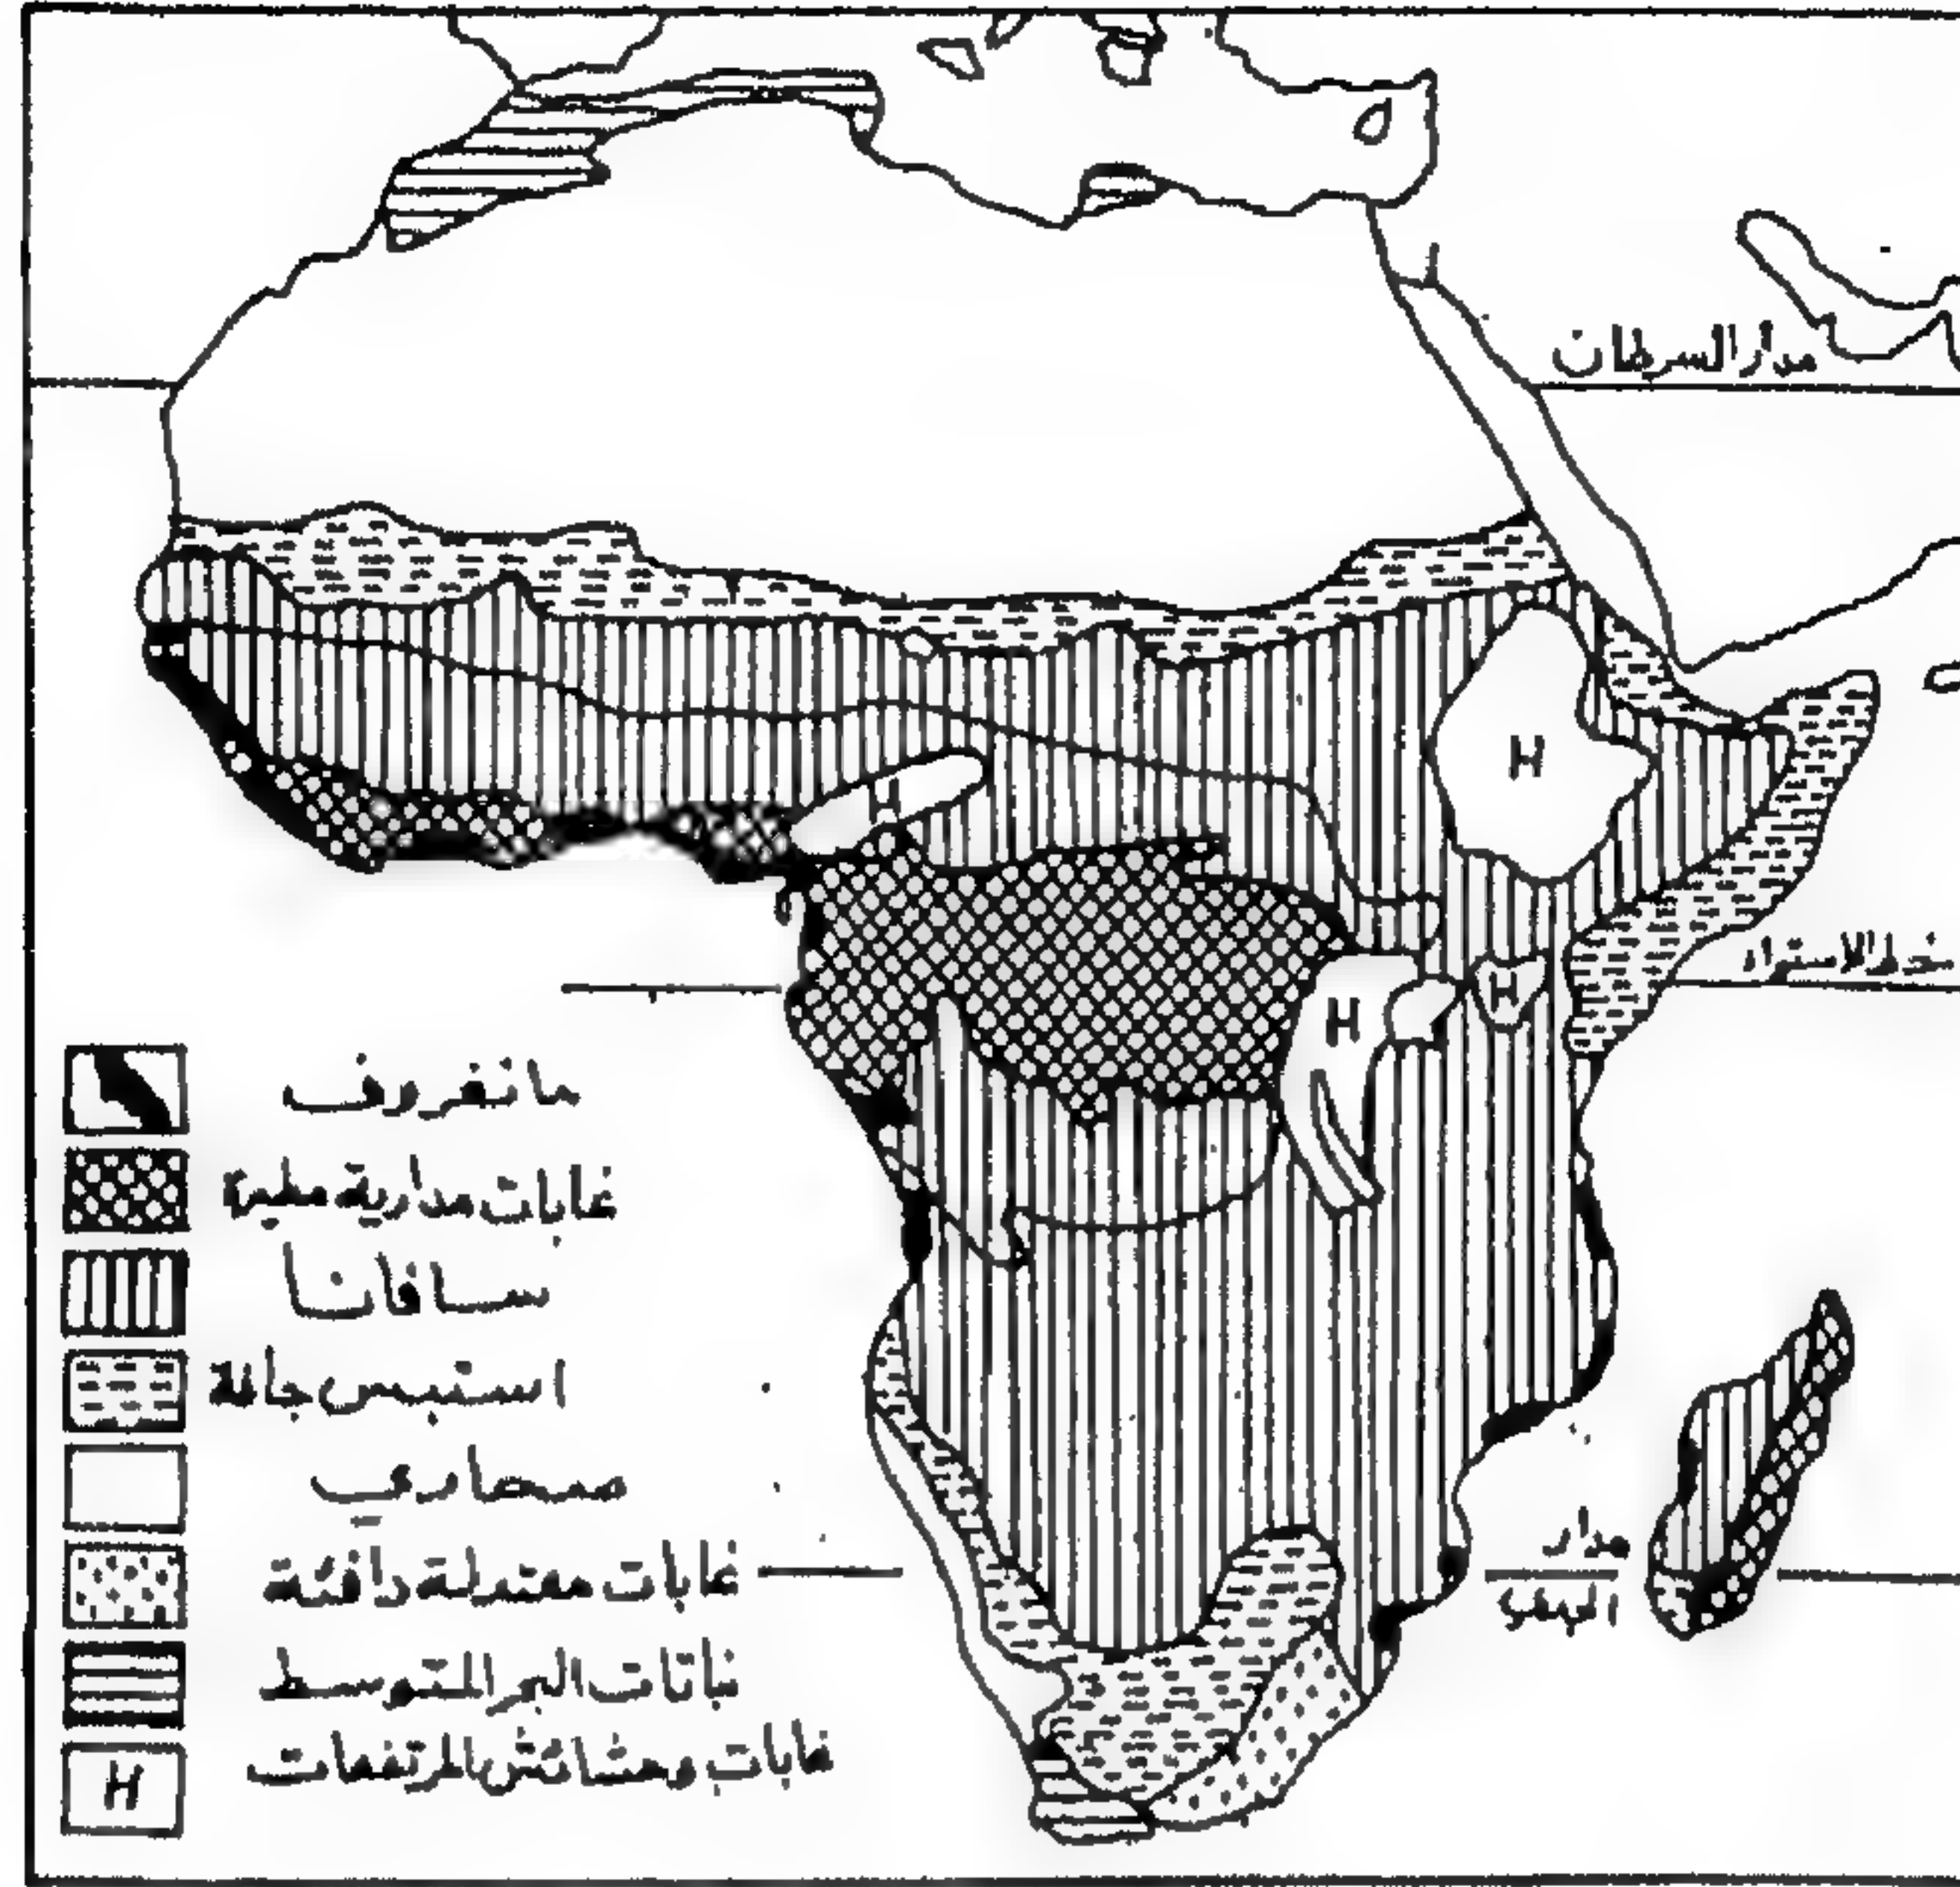 مدار السرطان
H
H
خط الاستواء
H
H
مانغروف
غابات مدارية مطيرة
سافانا
استبس جافة
صحاري
غابات معتدلة دافئة
مدار
الجدي
نباتات البحر المتوسط
غابات وحشائش المرتفعات
H